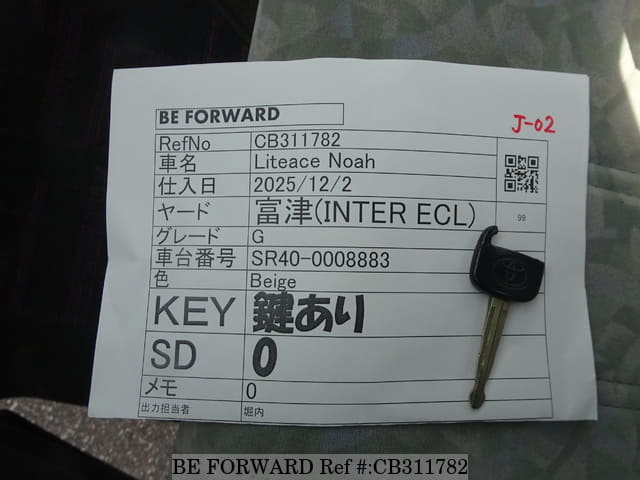 BE FORWARD
J-02
RefNo CB311782
車名 Liteace Noah
仕入日 2025/12/2
ヤード 富津(INTER ECL)
99
グレード G
車台番号 SR40-0008883
色 Beige
KEY 鍵あり
SD 0
メモ 0
出力担当者 堀内
BE FORWARD Ref #:CB311782